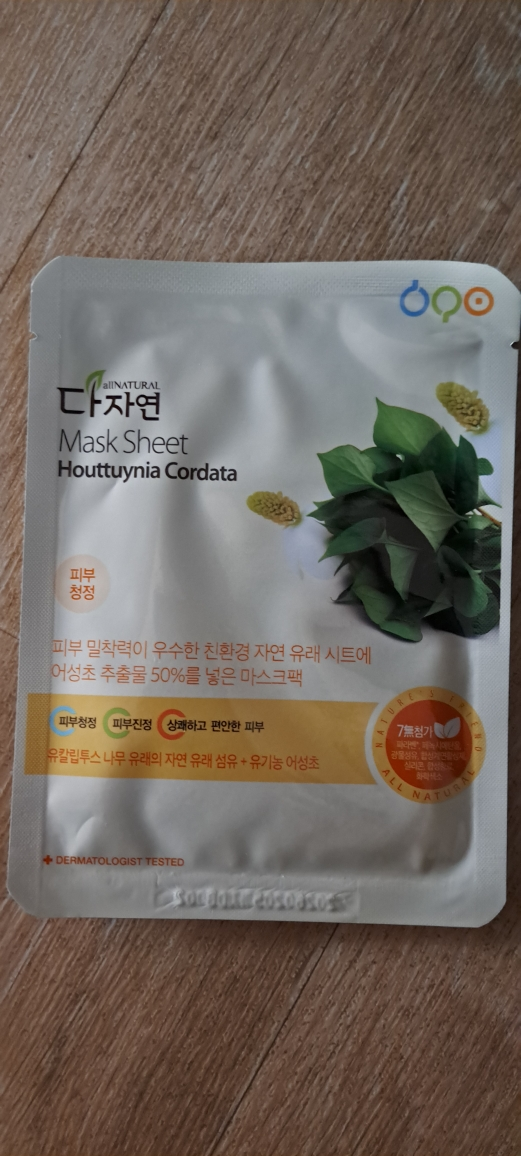 allNATURAL
다자연
Mask Sheet
Houttuynia Cordata
피부
청정
피부 밀착력이 우수한 친환경 자연 유래 시트에
어성초 추출물 50%를 넣은 마스크팩
피부청정 피부진정 상쾌하고 편안한 피부
유칼립투스 나무 유래의 자연 유래 섬유 + 유기농 어성초
NATURE'S FRIEND
7無첨가
ALL NATURAL
DERMATOLOGIST TESTED